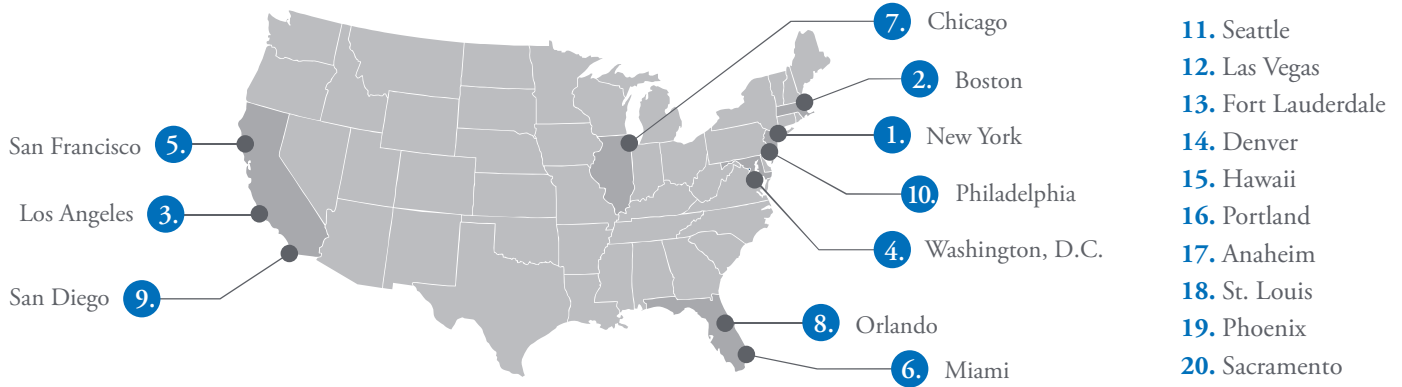 7. Chicago
2. Boston
1. New York
10. Philadelphia
4. Washington, D.C.
8. Orlando
6. Miami
San Francisco 5.
Los Angeles 3.
San Diego 9.
11. Seattle
12. Las Vegas
13. Fort Lauderdale
14. Denver
15. Hawaii
16. Portland
17. Anaheim
18. St. Louis
19. Phoenix
20. Sacramento